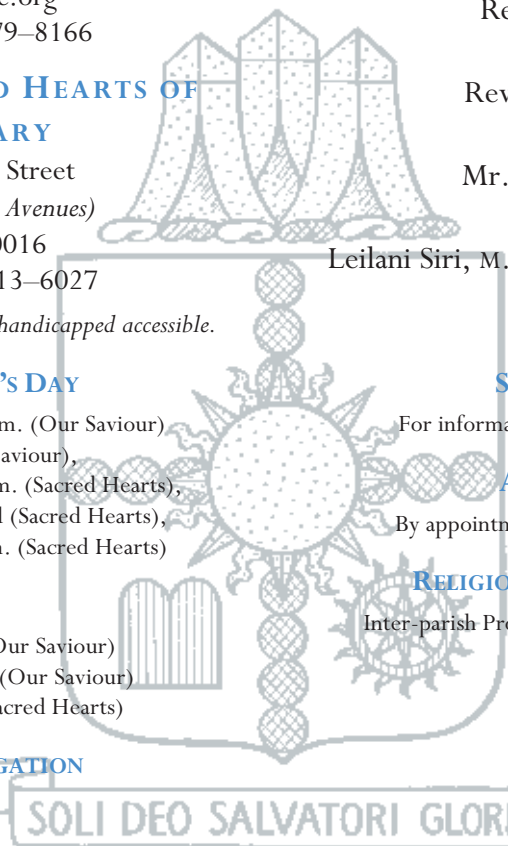 e.org
79–8166
D HEARTS OF
ARY
Street
Avenues)
0016
13–6027
handicapped accessible.
’S DAY
m. (Our Saviour)
aviour),
m. (Sacred Hearts),
l (Sacred Hearts),
n. (Sacred Hearts)
Our Saviour)
(Our Saviour)
acred Hearts)
GATION
Re
Rev
Mr.
Leilani Siri, M.
S
For informa
A
By appointm
RELIGIO
Inter-parish Pro
SOLI DEO SALVATORI GLORI